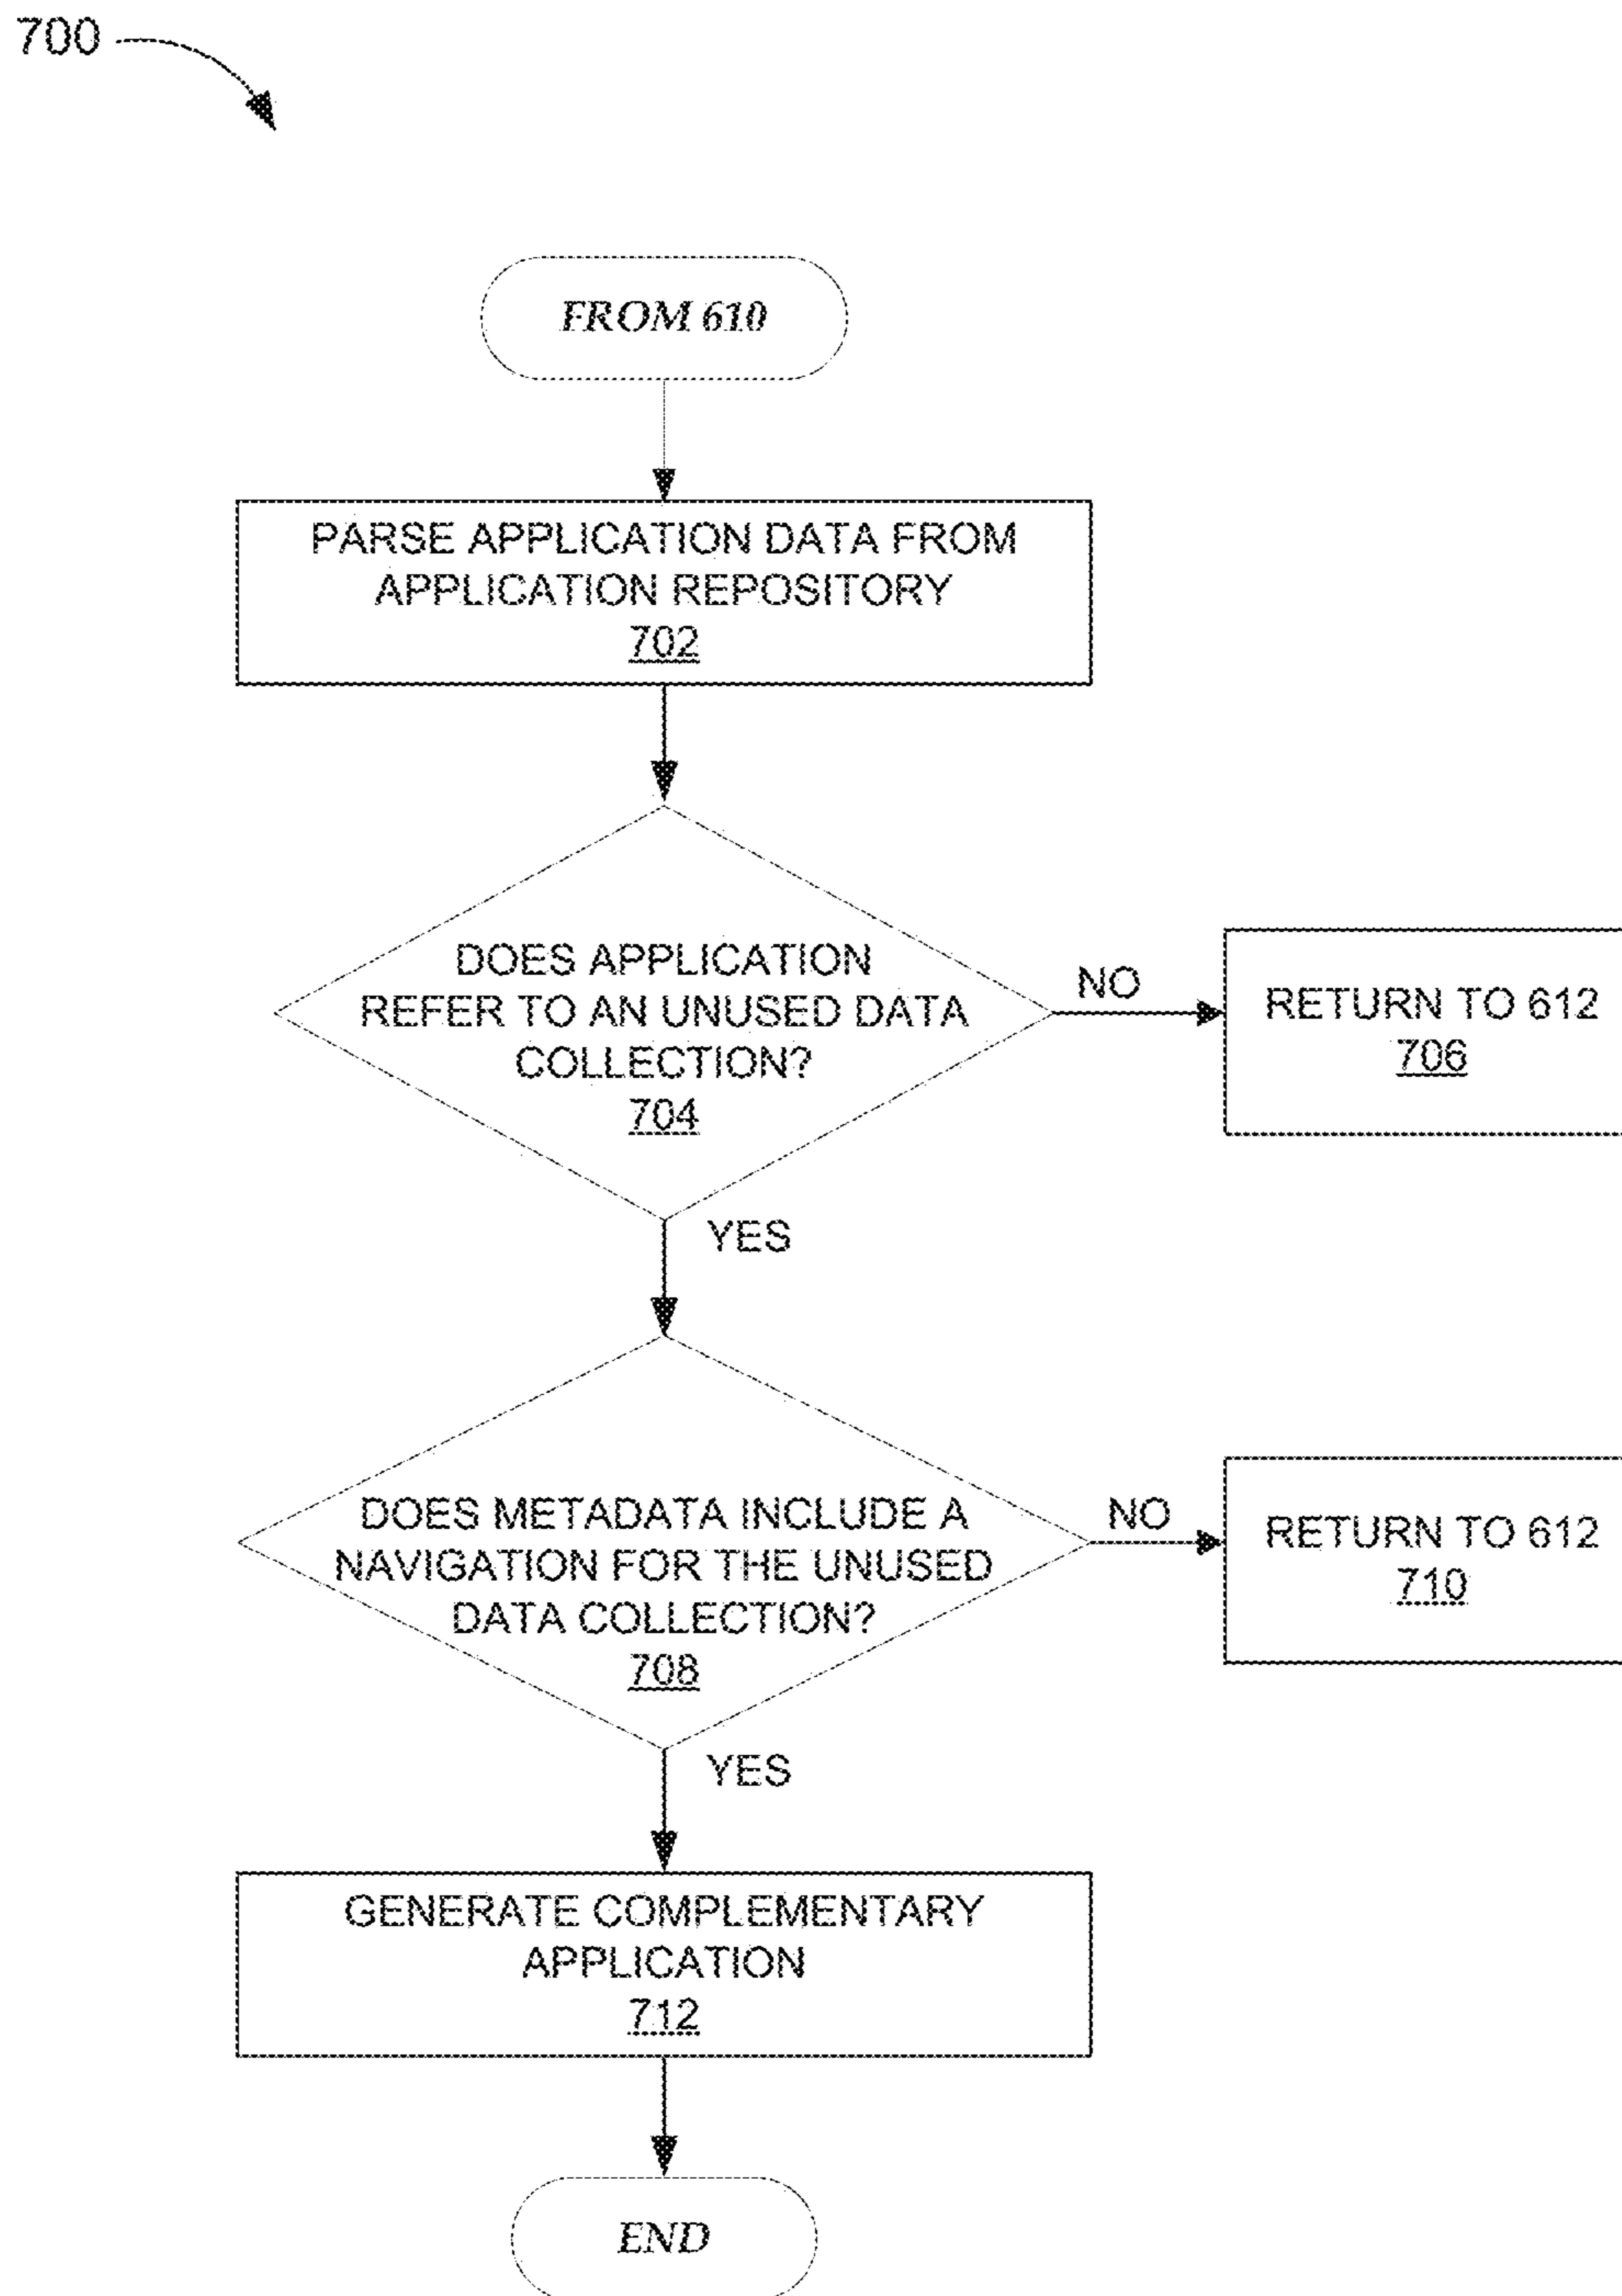 700
FROM 610
PARSE APPLICATION DATA FROM
APPLICATION REPOSITORY
702
DOES APPLICATION
REFER TO AN UNUSED DATA
COLLECTION?
704
NO
RETURN TO 612
706
YES
DOES METADATA INCLUDE A
NAVIGATION FOR THE UNUSED
DATA COLLECTION?
708
NO
RETURN TO 612
710
YES
GENERATE COMPLEMENTARY
APPLICATION
712
END